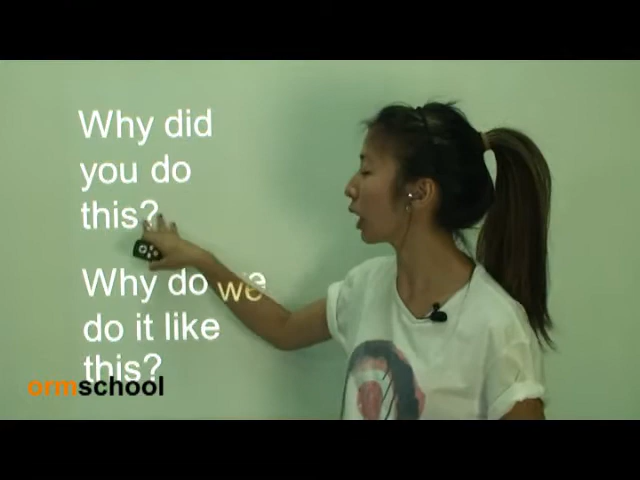 Why did
you do
this?
Why do we
do it like
this?
ormschool